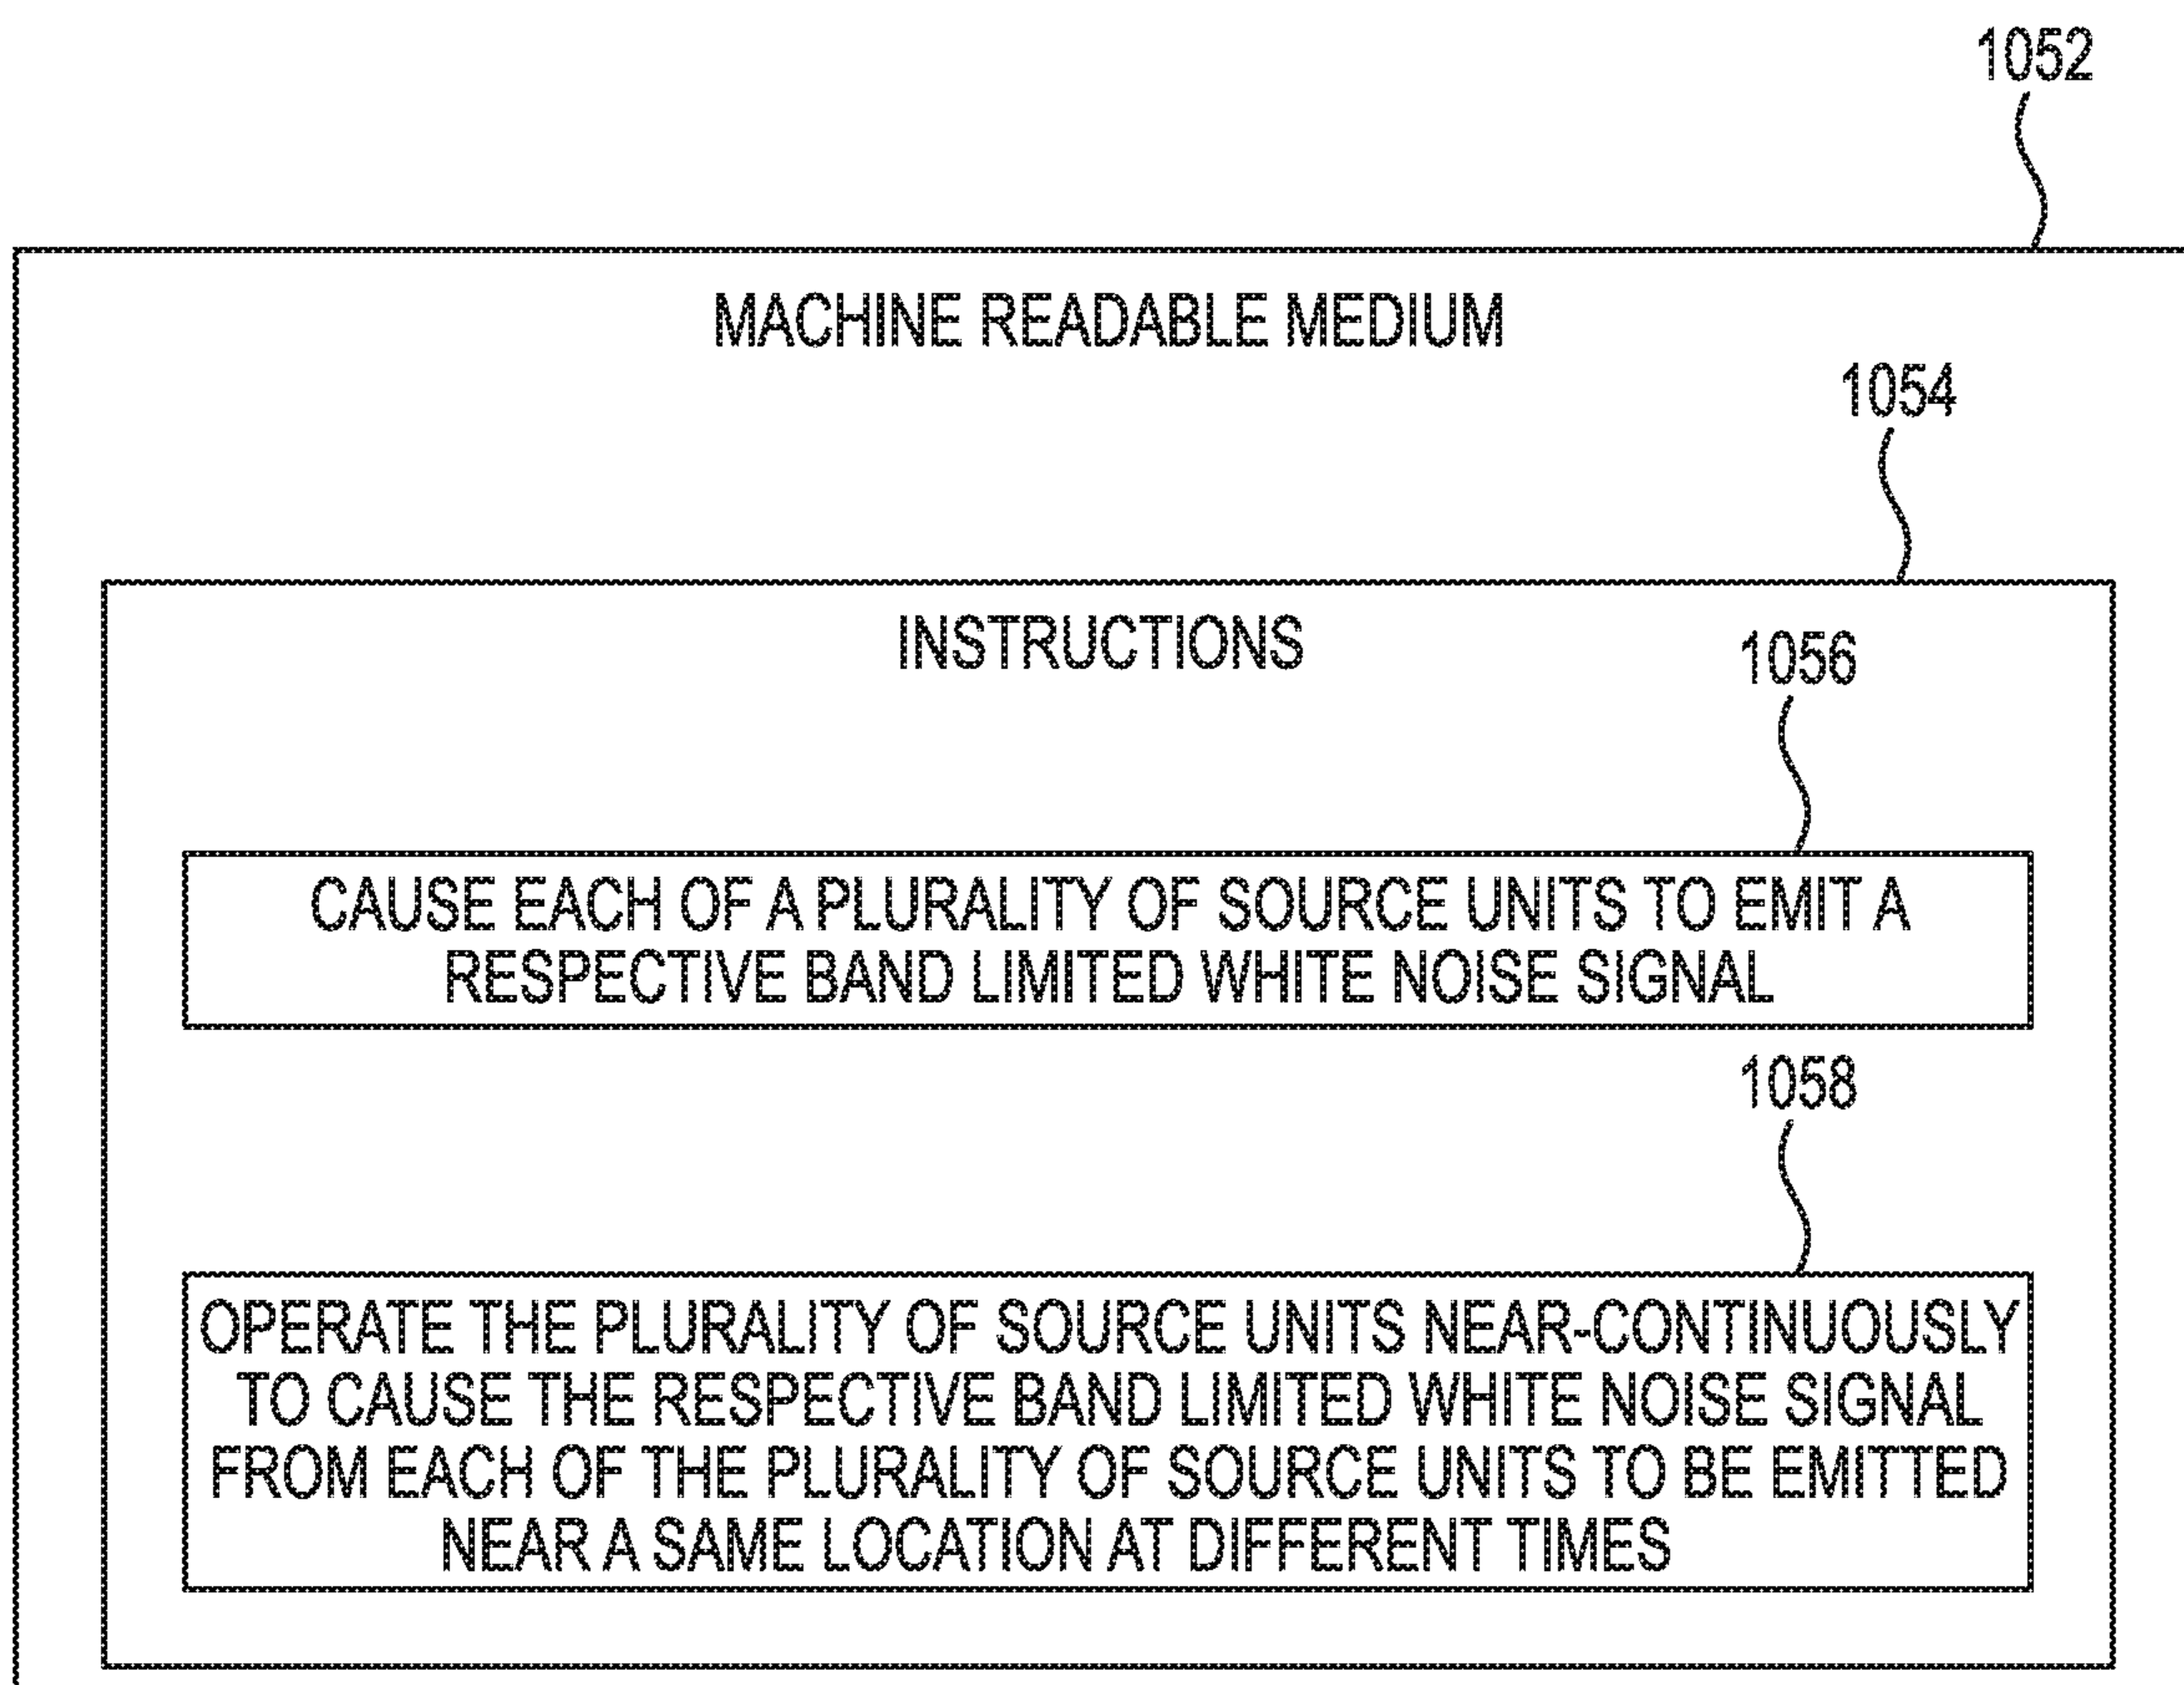 1052
MACHINE READABLE MEDIUM
1054
INSTRUCTIONS
1056
CAUSE EACH OF A PLURALITY OF SOURCE UNITS TO EMIT A
RESPECTIVE BAND LIMITED WHITE NOISE SIGNAL
1058
OPERATE THE PLURALITY OF SOURCE UNITS NEAR-CONTINUOUSLY
TO CAUSE THE RESPECTIVE BAND LIMITED WHITE NOISE SIGNAL
FROM EACH OF THE PLURALITY OF SOURCE UNITS TO BE EMITTED
NEAR A SAME LOCATION AT DIFFERENT TIMES